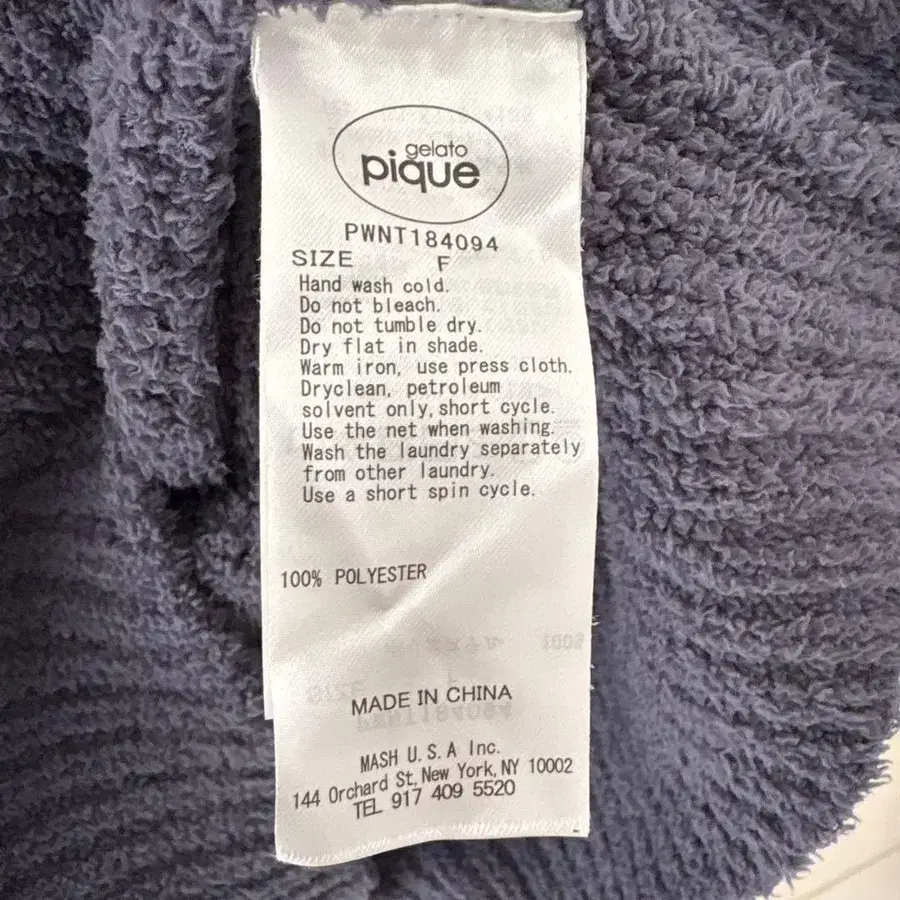 gelato
pique
PWNT184094
SIZE F
Hand wash cold.
Do not bleach.
Do not tumble dry.
Dry flat in shade.
Warm iron, use press cloth.
Dryclean, petroleum
solvent only, short cycle.
Use the net when washing.
Wash the laundry separately
from other laundry.
Use a short spin cycle.
100% POLYESTER
MADE IN CHINA
MASH U.S.A Inc.
144 Orchard St, New York, NY 10002
TEL 917 409 5520